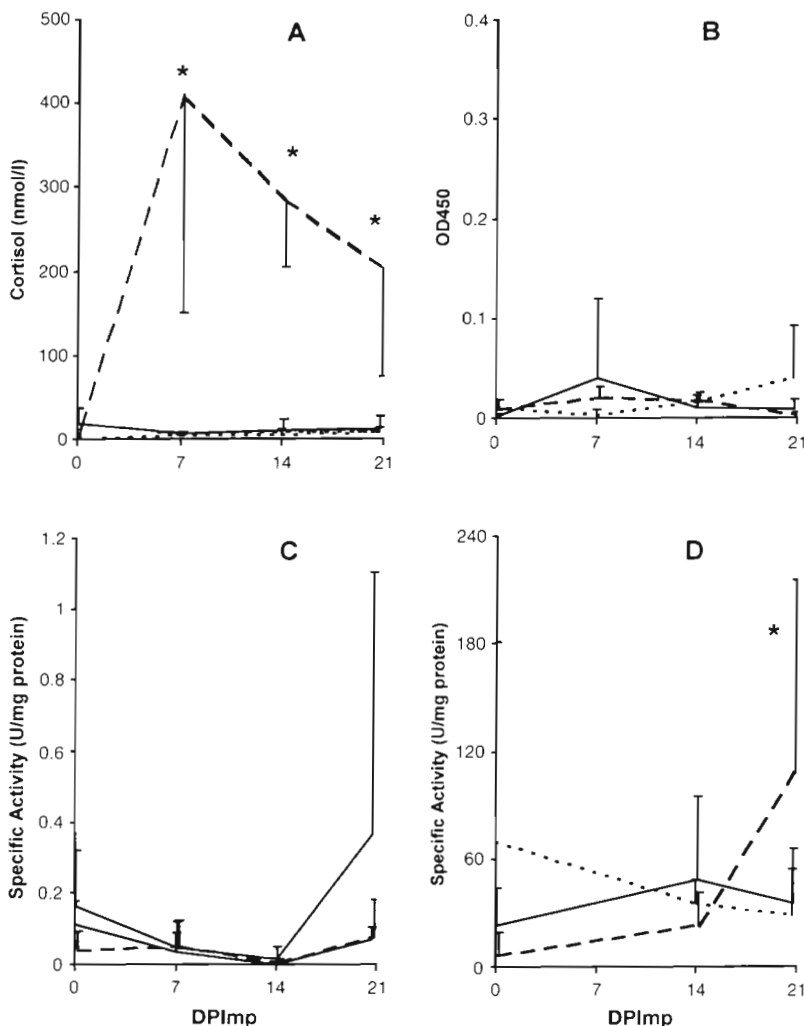 A
Cortisol (nmol/l)
500
400
300
200
100
0
*
*
*
0 7 14 21
B
OD450
0.4
0.3
0.2
0.1
0
0 7 14 21
C
Specific Activity (U/mg protein)
1.2
1
0.8
0.6
0.4
0.2
0
0 7 14 21
DPImp
D
Specific Activity (U/mg protein)
240
180
120
60
0
*
0 7 14 21
DPImp